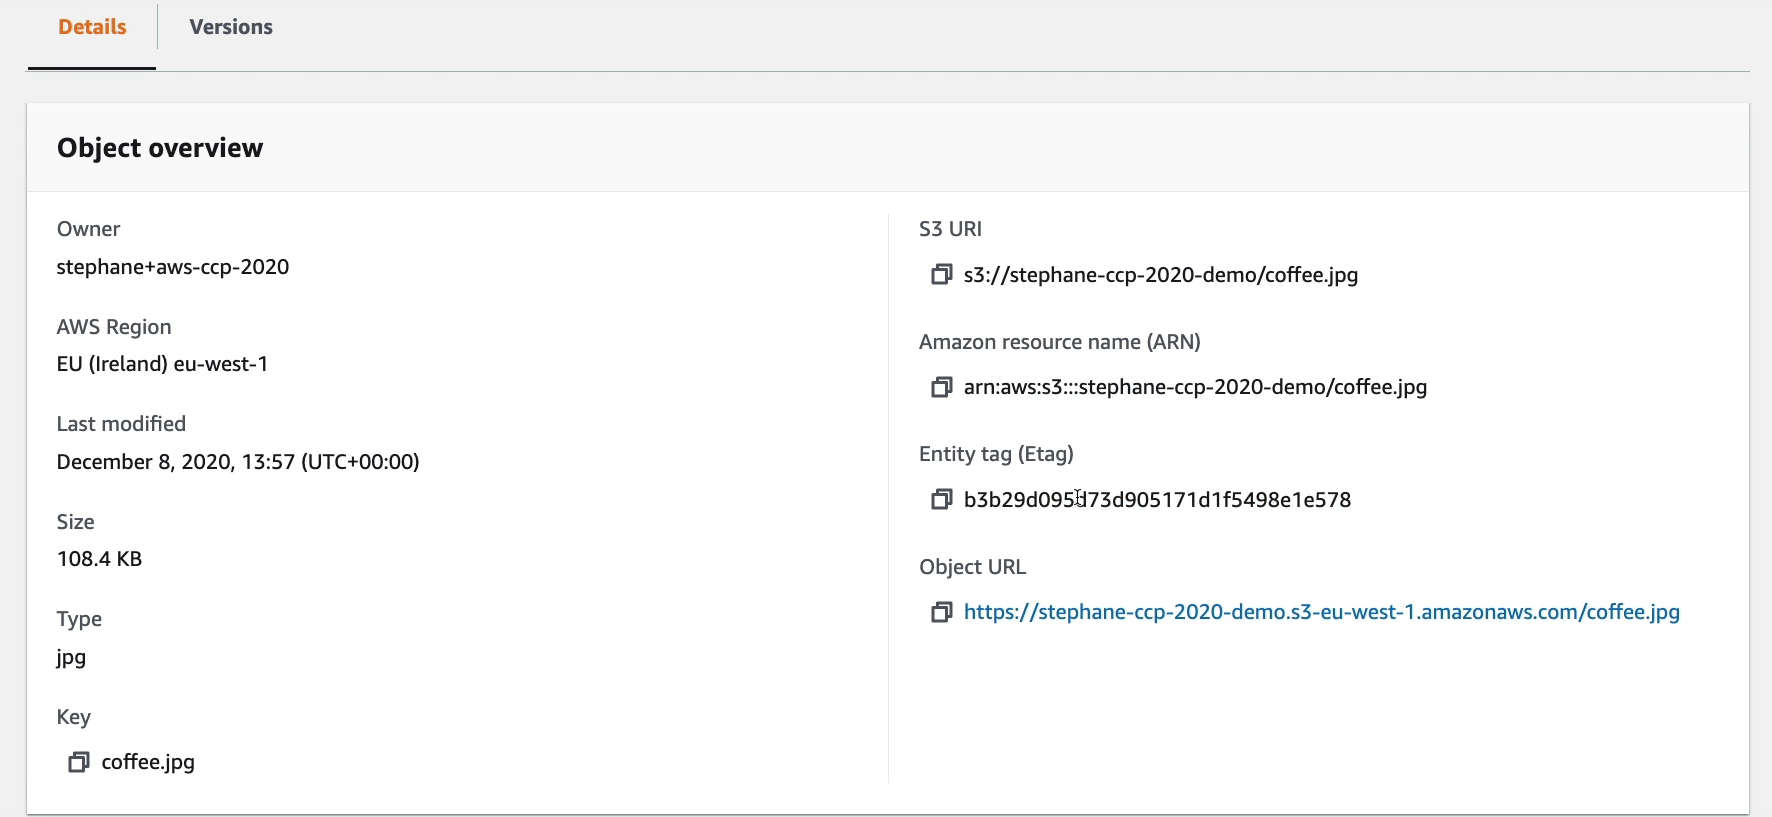 Details
Versions
Object overview
Owner
stephane+aws-ccp-2020
AWS Region
EU (Ireland) eu-west-1
Last modified
December 8, 2020, 13:57 (UTC+00:00)
Size
108.4 KB
Type
jpg
Key
coffee.jpg
S3 URI
s3://stephane-ccp-2020-demo/coffee.jpg
Amazon resource name (ARN)
arn:aws:s3:::stephane-ccp-2020-demo/coffee.jpg
Entity tag (Etag)
b3b29d095d73d905171d1f5498e1e578
Object URL
https://stephane-ccp-2020-demo.s3-eu-west-1.amazonaws.com/coffee.jpg